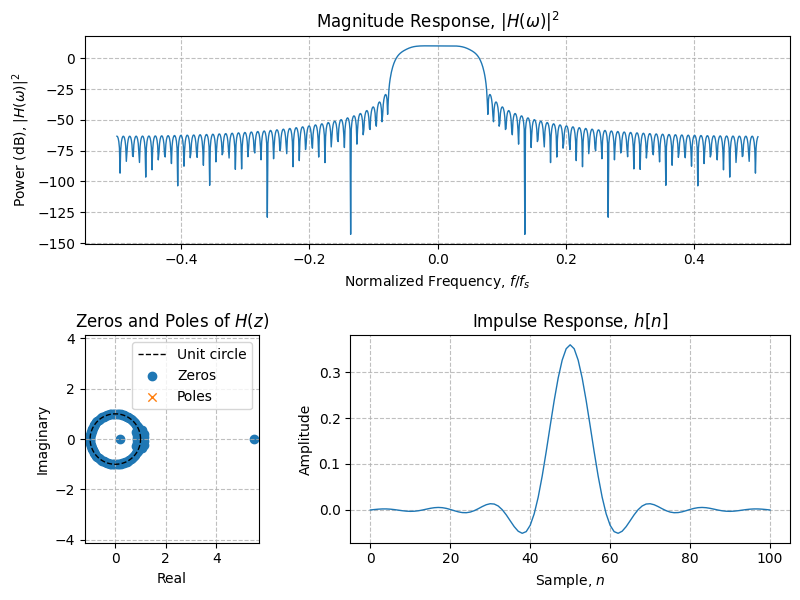 Magnitude Response, $|H(\omega)|^2$
Power (dB), $|H(\omega)|^2$
0
−25
−50
−75
−100
−125
−150
−0.4 −0.2 0.0 0.2 0.4
Normalized Frequency, $f/f_s$
Zeros and Poles of $H(z)$
Imaginary
4
2
0
−2
−4
Unit circle
Zeros
Poles
0 2 4
Real
Impulse Response, $h[n]$
Amplitude
0.3
0.2
0.1
0.0
0 20 40 60 80 100
Sample, $n$